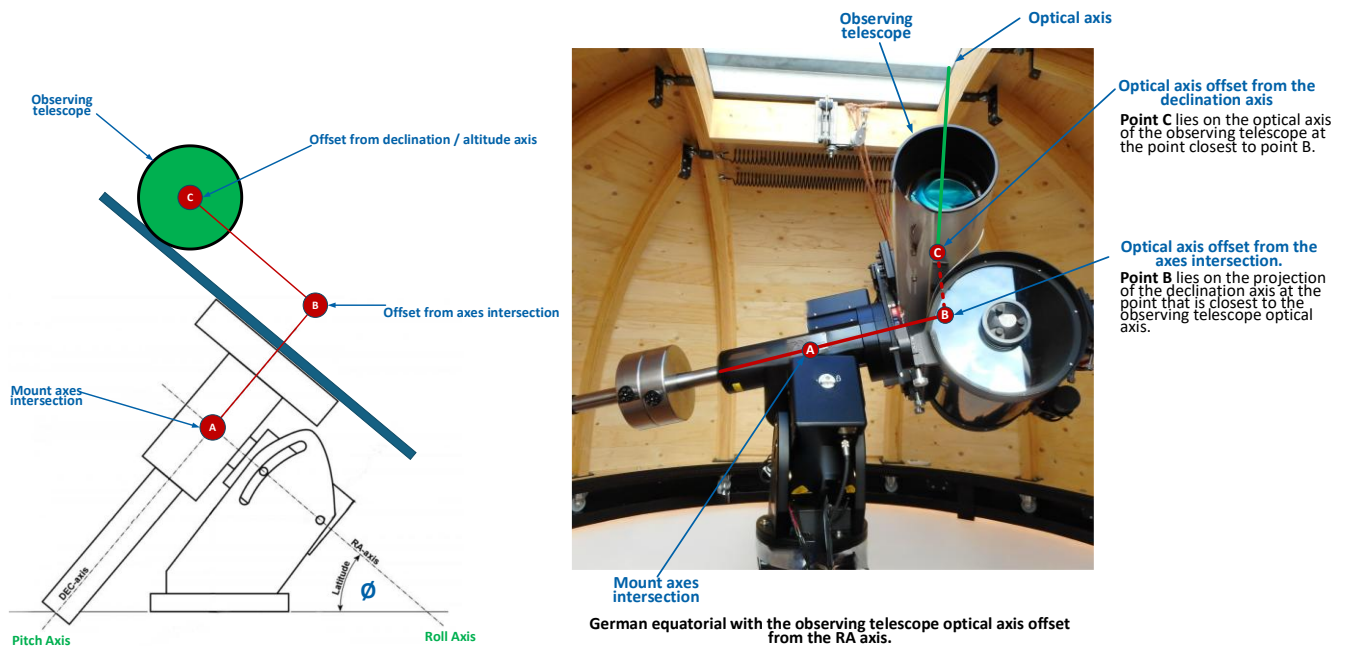 Observing
telescope
Offset from declination / altitude axis
C
B
Offset from axes intersection
Mount axes
intersection
A
RA-axis
Latitude
Ø
DEC-axis
Pitch Axis
Roll Axis
Observing
telescope
Optical axis
Optical axis offset from the
declination axis
Point C lies on the optical axis
of the observing telescope at
the point closest to point B.
C
Optical axis offset from the
axes intersection.
Point B lies on the projection
of the declination axis at the
point that is closest to the
observing telescope optical
axis.
B
A
Mount axes
intersection
German equatorial with the observing telescope optical axis offset
from the RA axis.